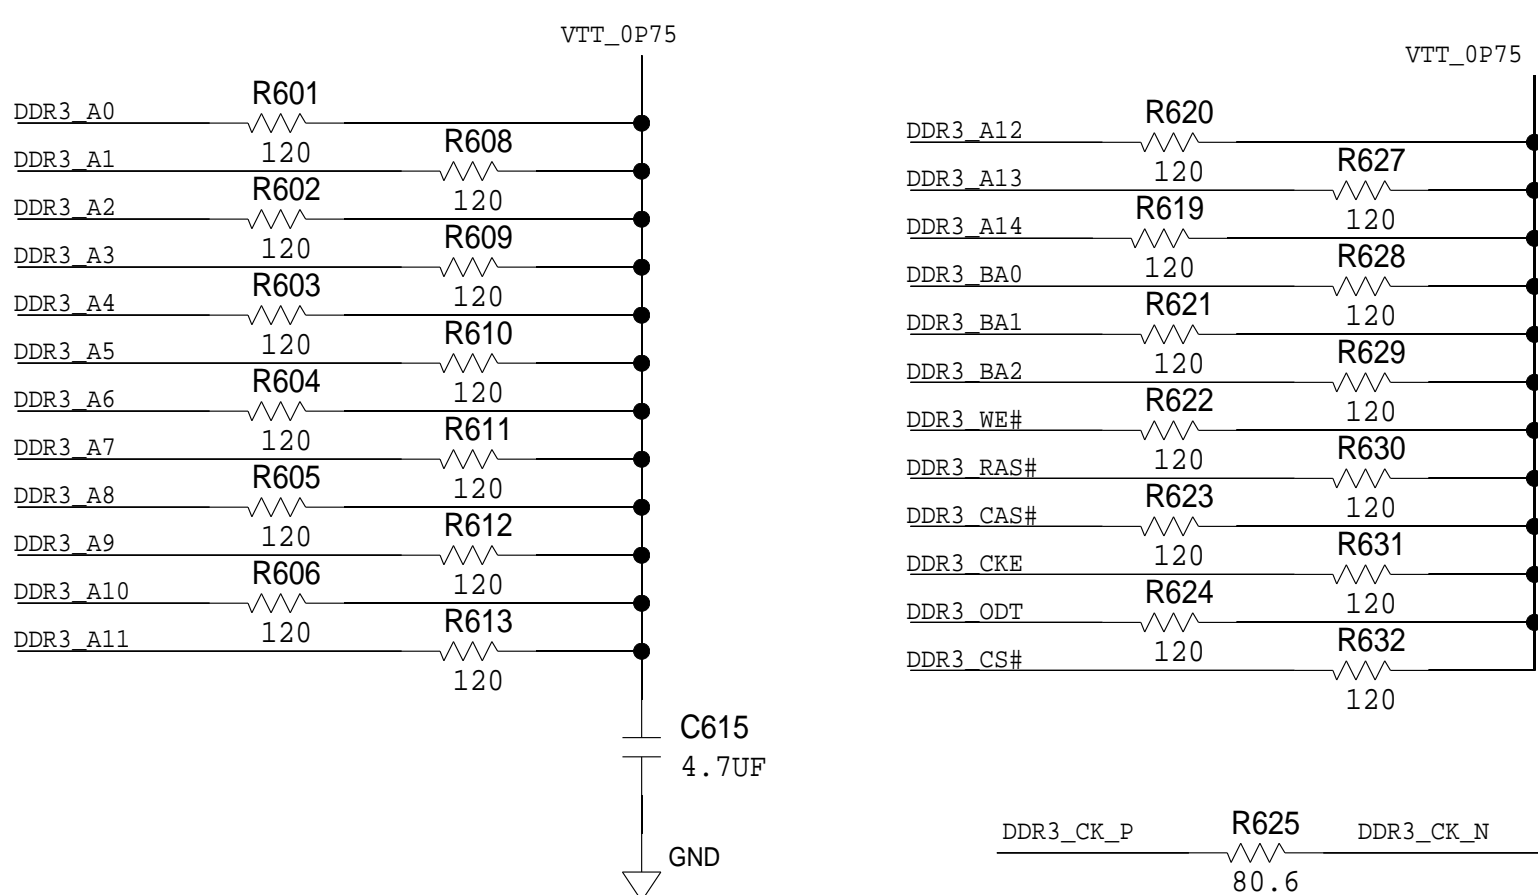 VTT_0P75
DDR3_A0
R601
120
DDR3_A1
R608
120
DDR3_A2
R602
120
DDR3_A3
R609
120
DDR3_A4
R603
120
DDR3_A5
R610
120
DDR3_A6
R604
120
DDR3_A7
R611
120
DDR3_A8
R605
120
DDR3_A9
R612
120
DDR3_A10
R606
120
DDR3_A11
R613
120
C615
4.7UF
GND
VTT_0P75
DDR3_A12
R620
120
DDR3_A13
R627
120
DDR3_A14
R619
120
DDR3_BA0
R628
120
DDR3_BA1
R621
120
DDR3_BA2
R629
120
DDR3_WE#
R622
120
DDR3_RAS#
R630
120
DDR3_CAS#
R623
120
DDR3_CKE
R631
120
DDR3_ODT
R624
120
DDR3_CS#
R632
120
DDR3_CK_P
R625
80.6
DDR3_CK_N